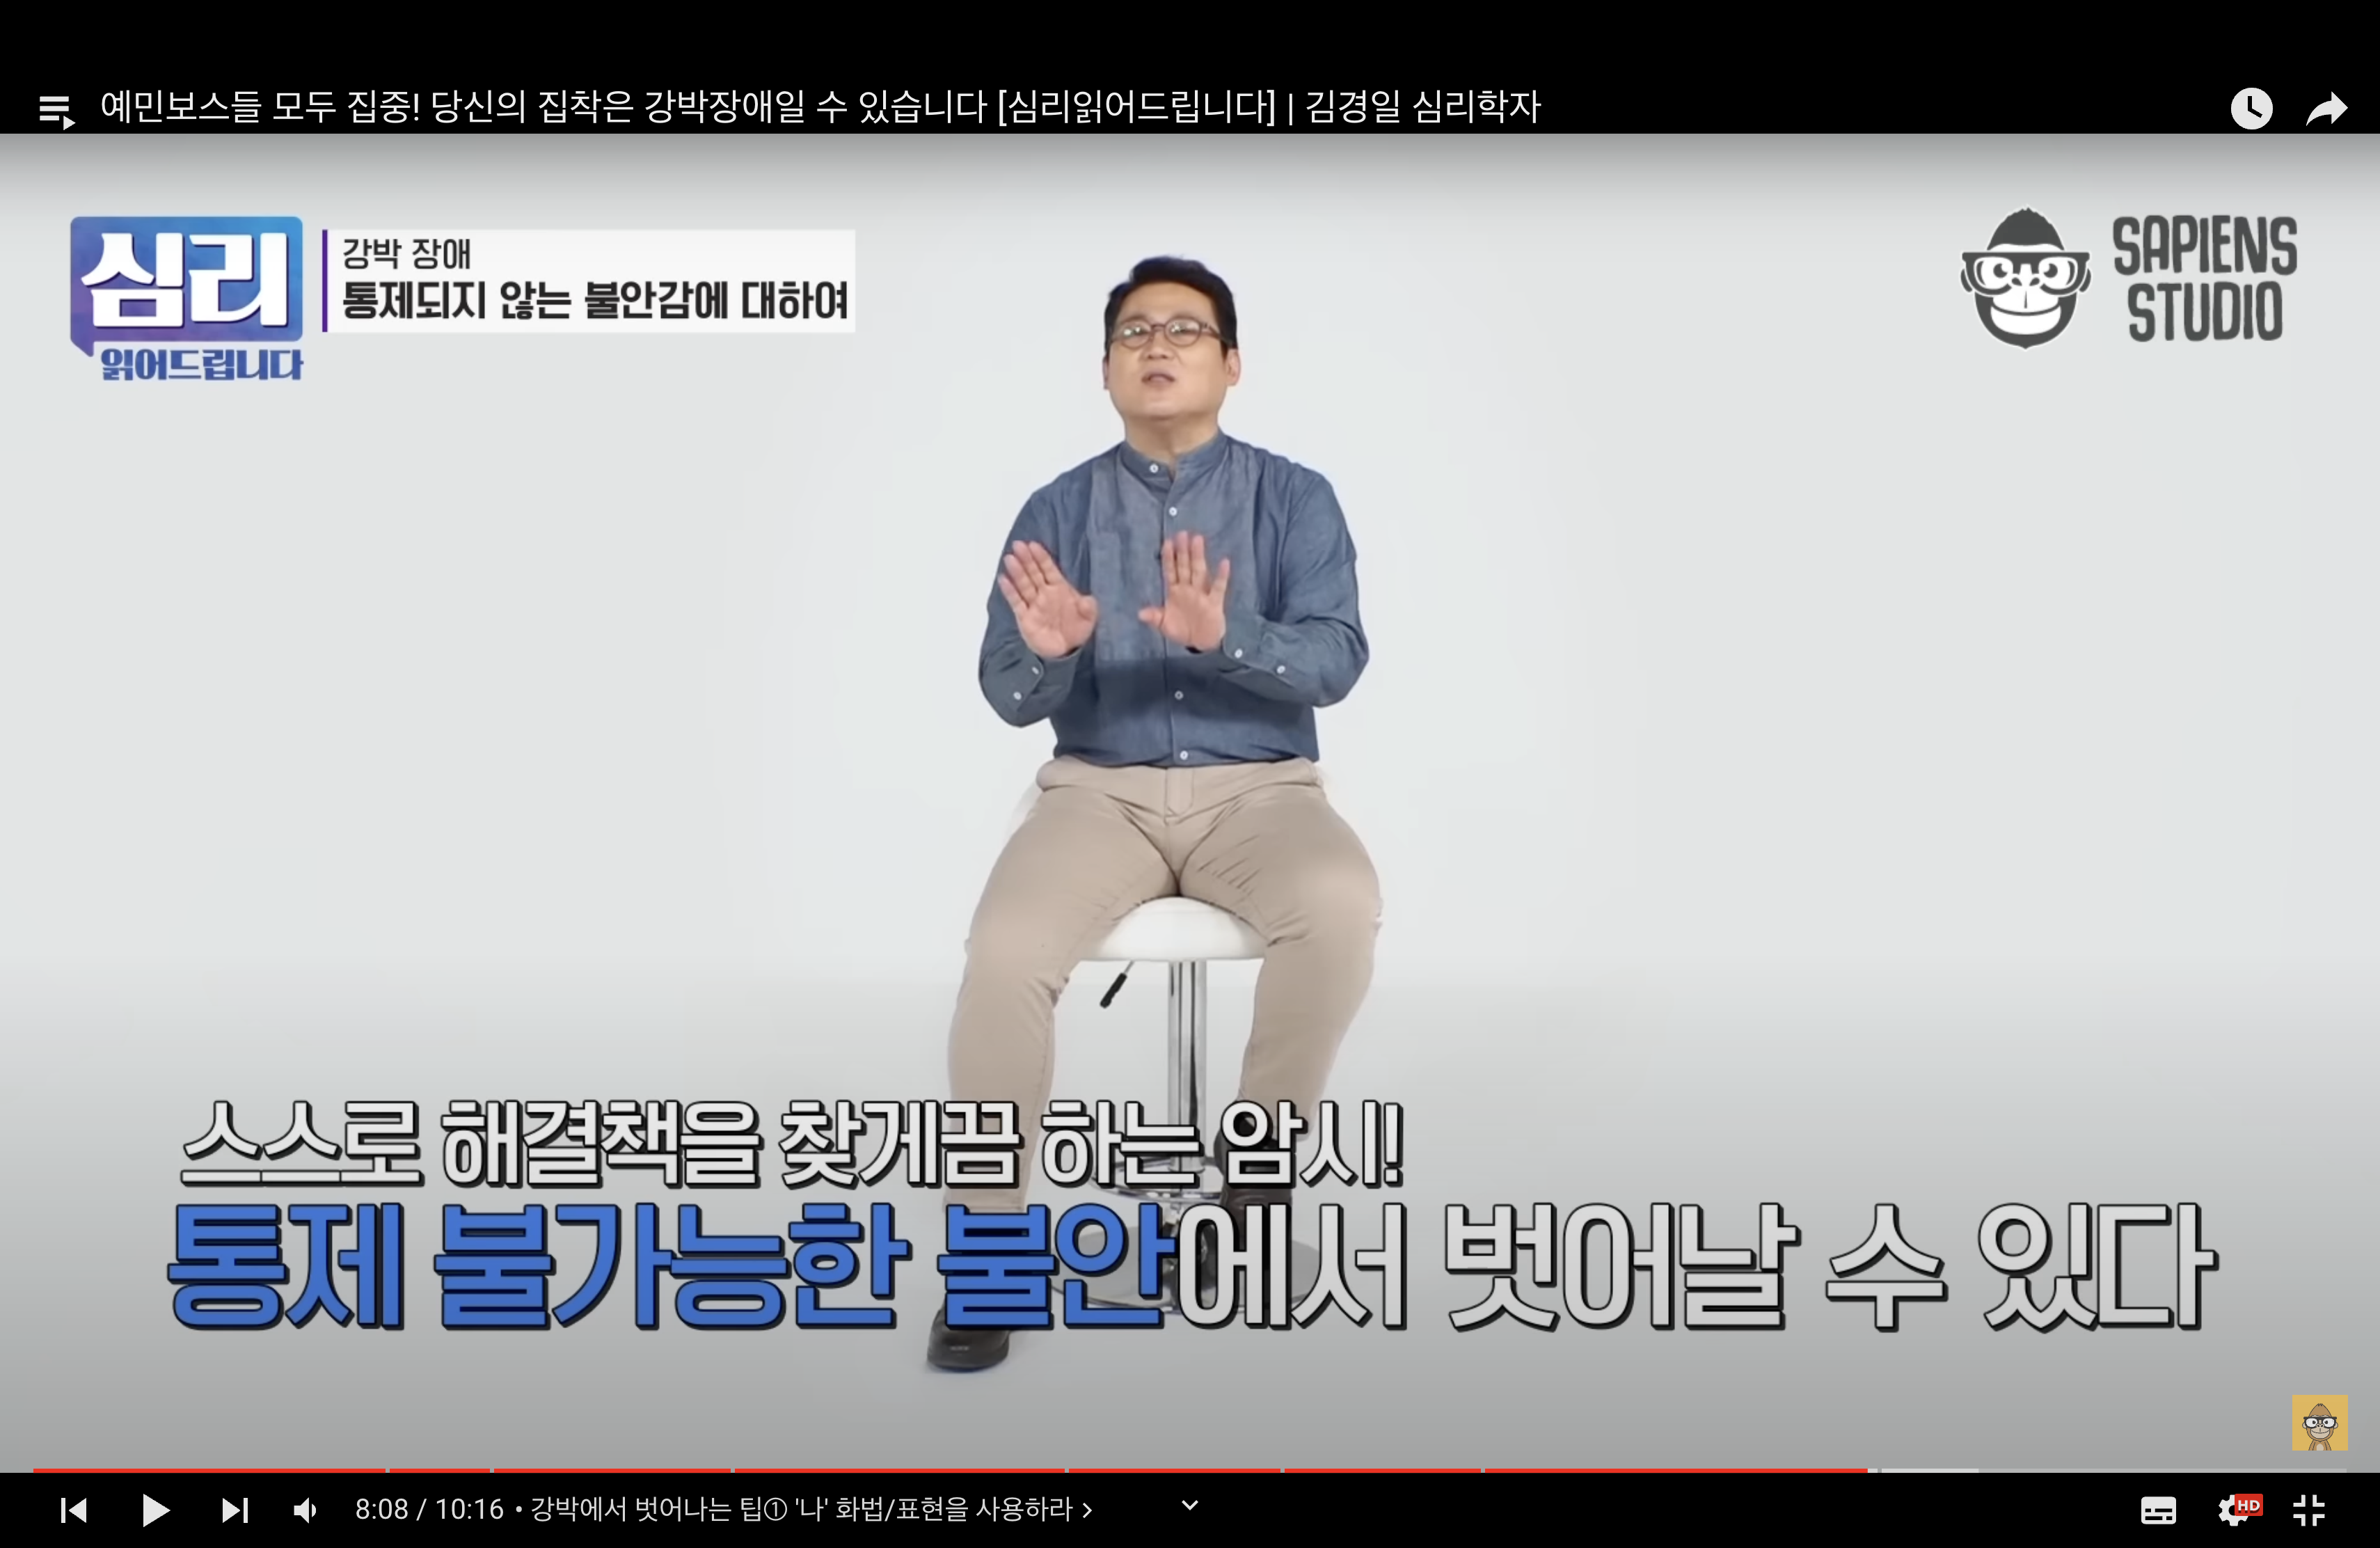 예민보스들 모두 집중! 당신의 집착은 강박장애일 수 있습니다 [심리읽어드립니다] | 김경일 심리학자
심리
읽어드립니다
강박 장애
통제되지 않는 불안감에 대하여
SAPIENS
STUDIO
스스로 해결책을 찾게끔 하는 암시!
통제 불가능한 불안에서 벗어날 수 있다
8:08 / 10:16 • 강박에서 벗어나는 팁① '나' 화법/표현을 사용하라 >
HD